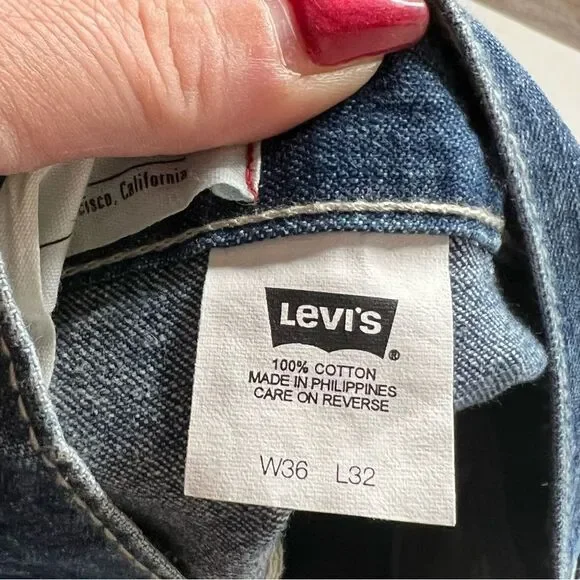 cisco, California
LEVI'S
®
100% COTTON
MADE IN PHILIPPINES
CARE ON REVERSE
W36 L32